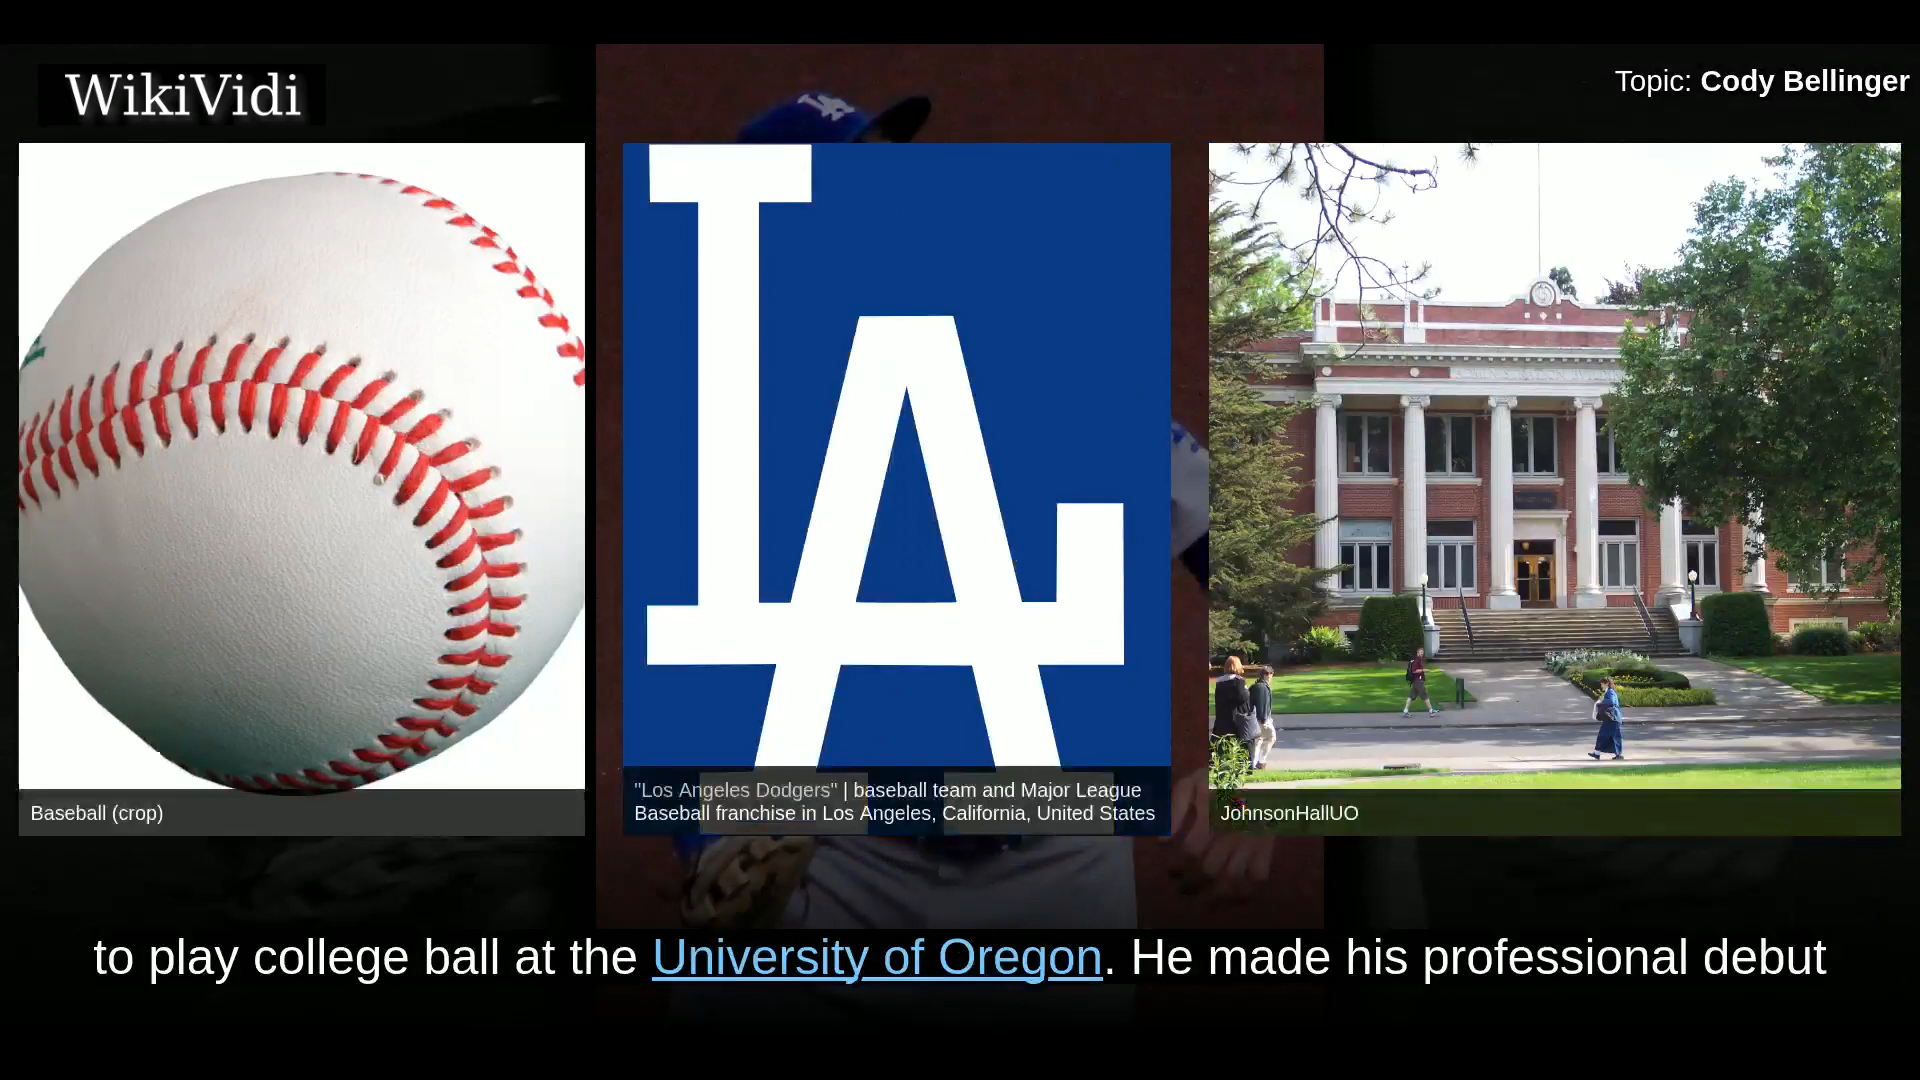 WikiVidi
Topic: Cody Bellinger
LA
LA
Baseball (crop)
"Los Angeles Dodgers" | baseball team and Major League
Baseball franchise in Los Angeles, California, United States
JohnsonHallUO
to play college ball at the University of Oregon. He made his professional debut